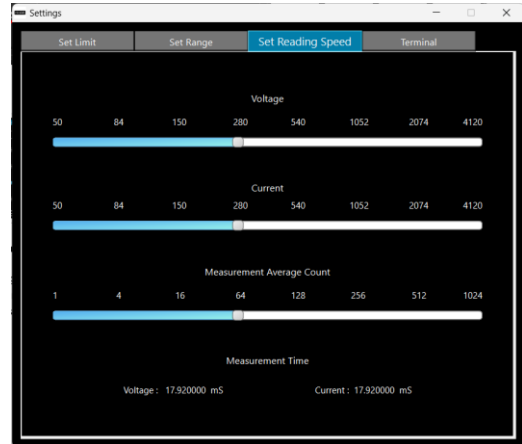 Settings
Set Limit Set Range Set Reading Speed Terminal
Voltage
50 84 150 280 540 1052 2074 4120
Current
50 84 150 280 540 1052 2074 4120
Measurement Average Count
1 4 16 64 128 256 512 1024
Measurement Time
Voltage : 17.920000 mS Current : 17.920000 mS